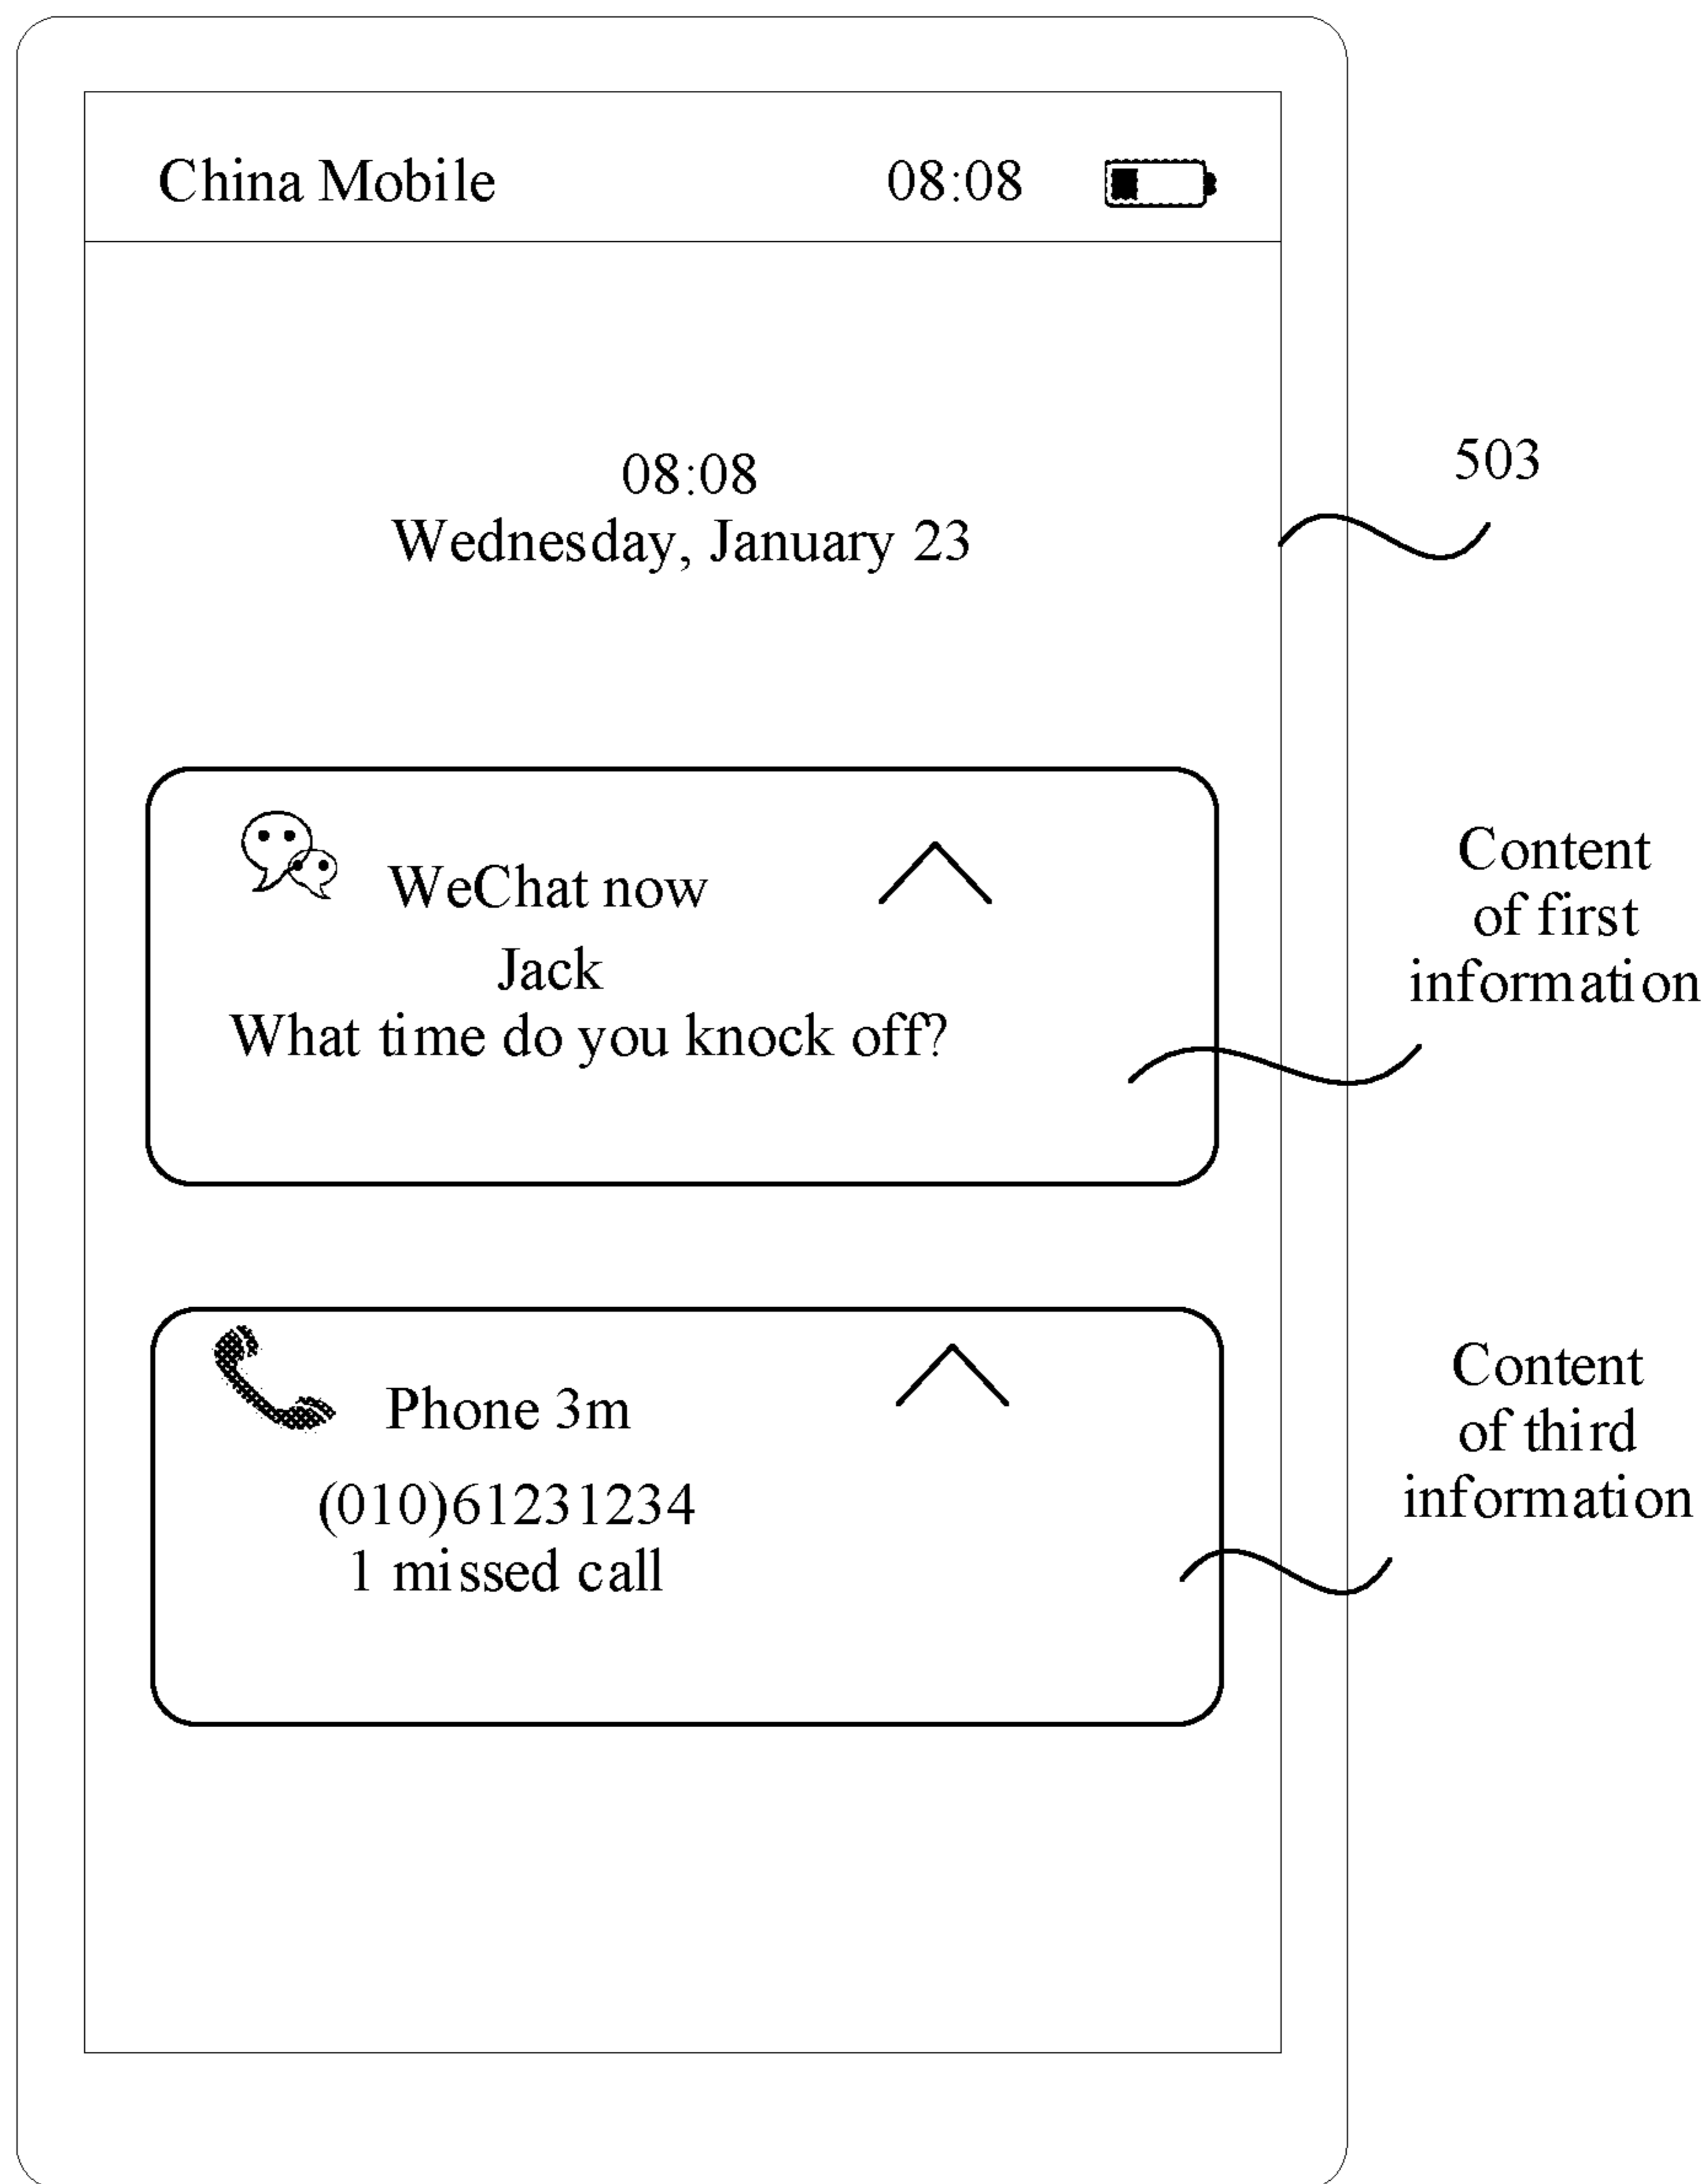 China Mobile 08:08
08:08
Wednesday, January 23
503
WeChat now
Jack
What time do you knock off?
Content
of first
information
Phone 3m
(010)61231234
1 missed call
Content
of third
information